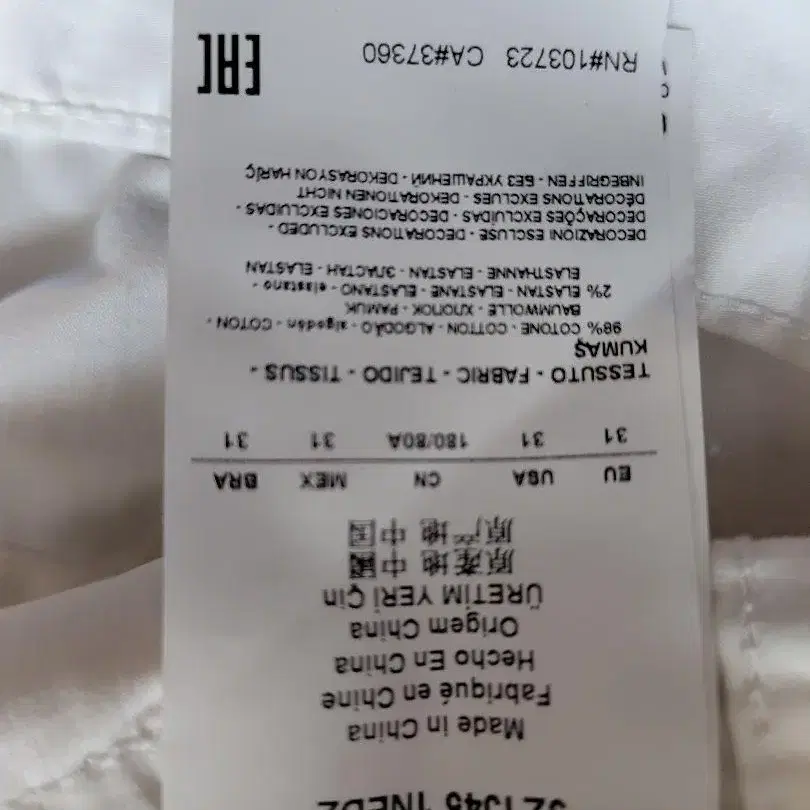 Made in China
Fabriqué en Chine
Hecho En China
Origem China
ÜRETİM YERİ Çin
原產地 中國
原产地 中国
EU USA CN MEX BRA
31 31 180/80A 31 31
TESSUTO - FABRIC - TEJIDO - TISSUS -
KUMAŞ
98% COTONE - COTTON - ALGODÃO - algodón - COTON -
BAUMWOLLE - ХЛОПОК - PAMUK
2% ELASTAN - ELASTANE - ELASTANO - elastano -
ELASTHANNE - ELASTAN - ЭЛАСТАН - ELASTAN
DECORAZIONI ESCLUSE - DECORATIONS EXCLUDED -
DECORAÇÕES EXCLUÍDAS - DECORACIONES EXCLUIDAS -
DÉCORATIONS EXCLUES - DEKORATIONEN NICHT
INBEGRIFFEN - БЕЗ УКРАШЕНИЙ - DEKORASYON HARİÇ
RN#103723 CA#37360
EAC